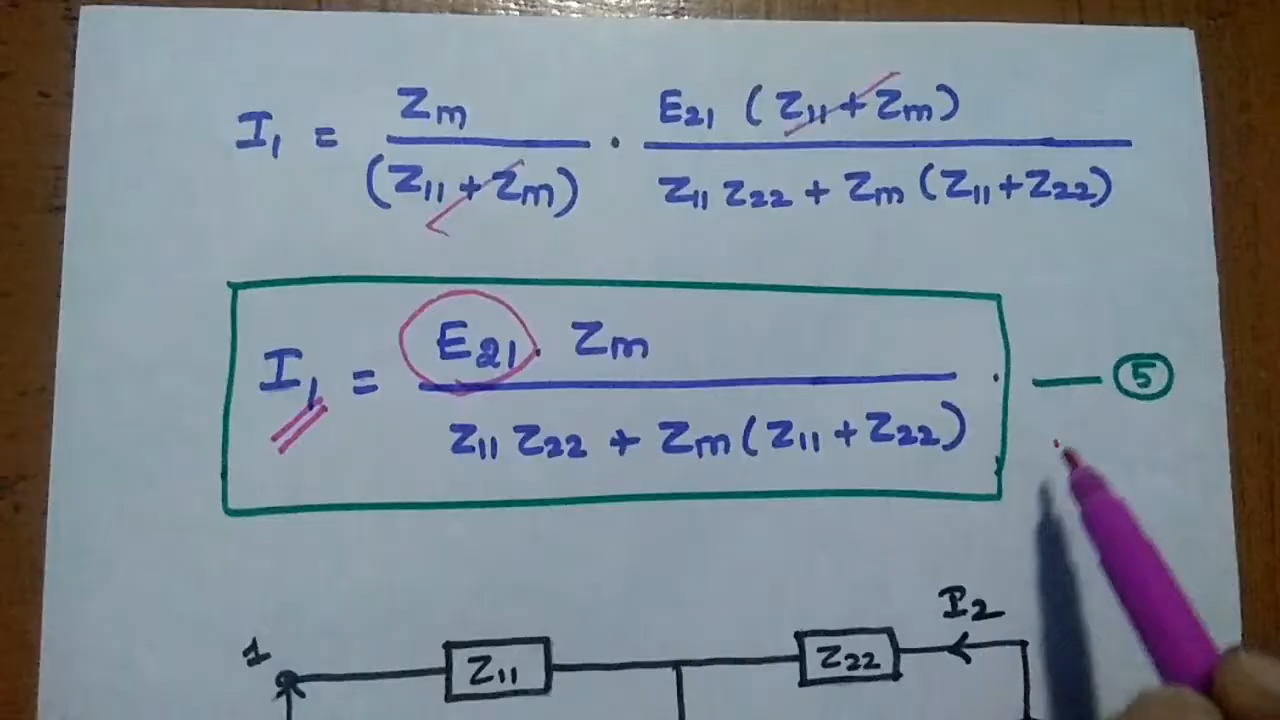 I₁ = Zm / (Z₁₁ + Zm) · E₂₁ (Z₁₁ + Zm) / Z₁₁ Z₂₂ + Zm (Z₁₁ + Z₂₂)
I₁ = E₂₁ · Zm / Z₁₁ Z₂₂ + Zm (Z₁₁ + Z₂₂) · — 5
I₂
1 Z₁₁ Z₂₂